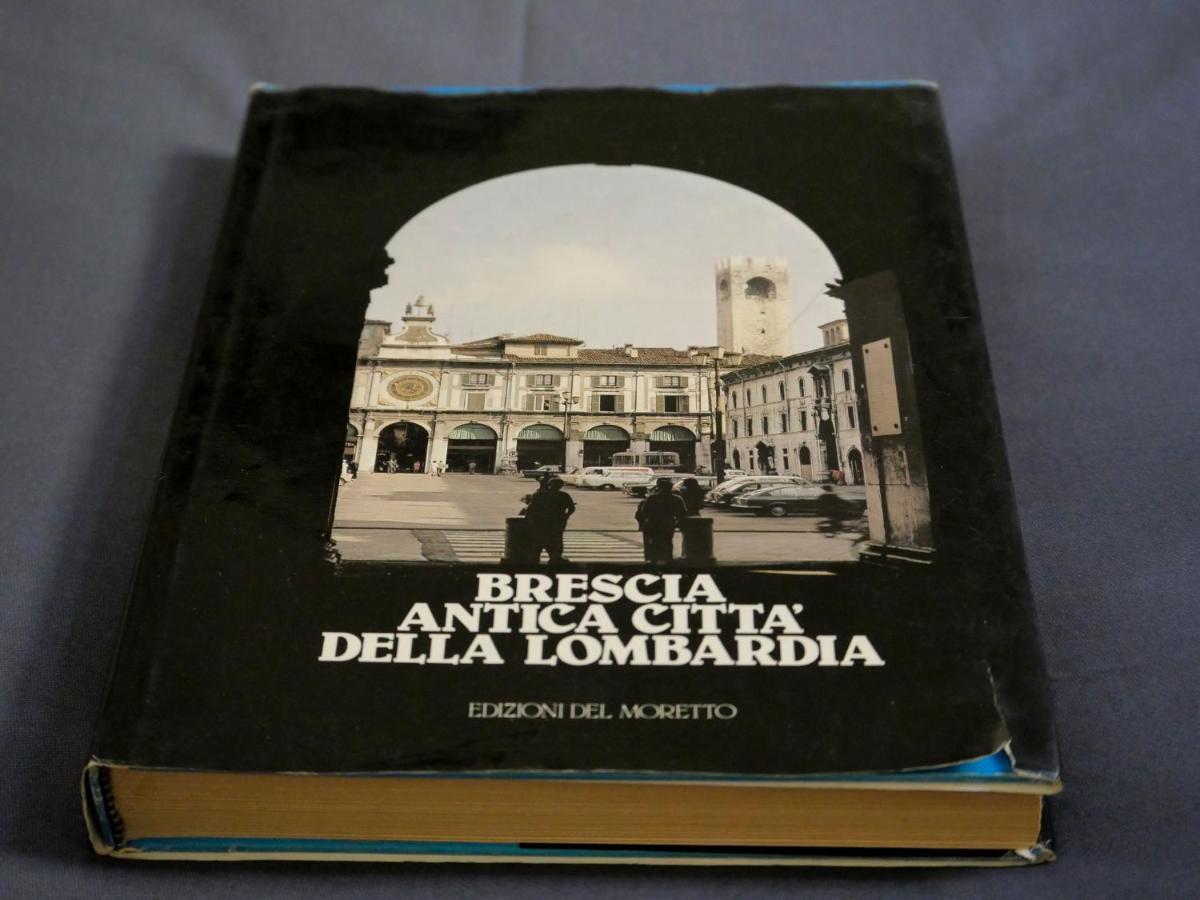 BRESCIA
ANTICA CITTA'
DELLA LOMBARDIA
EDIZIONI DEL MORETTO